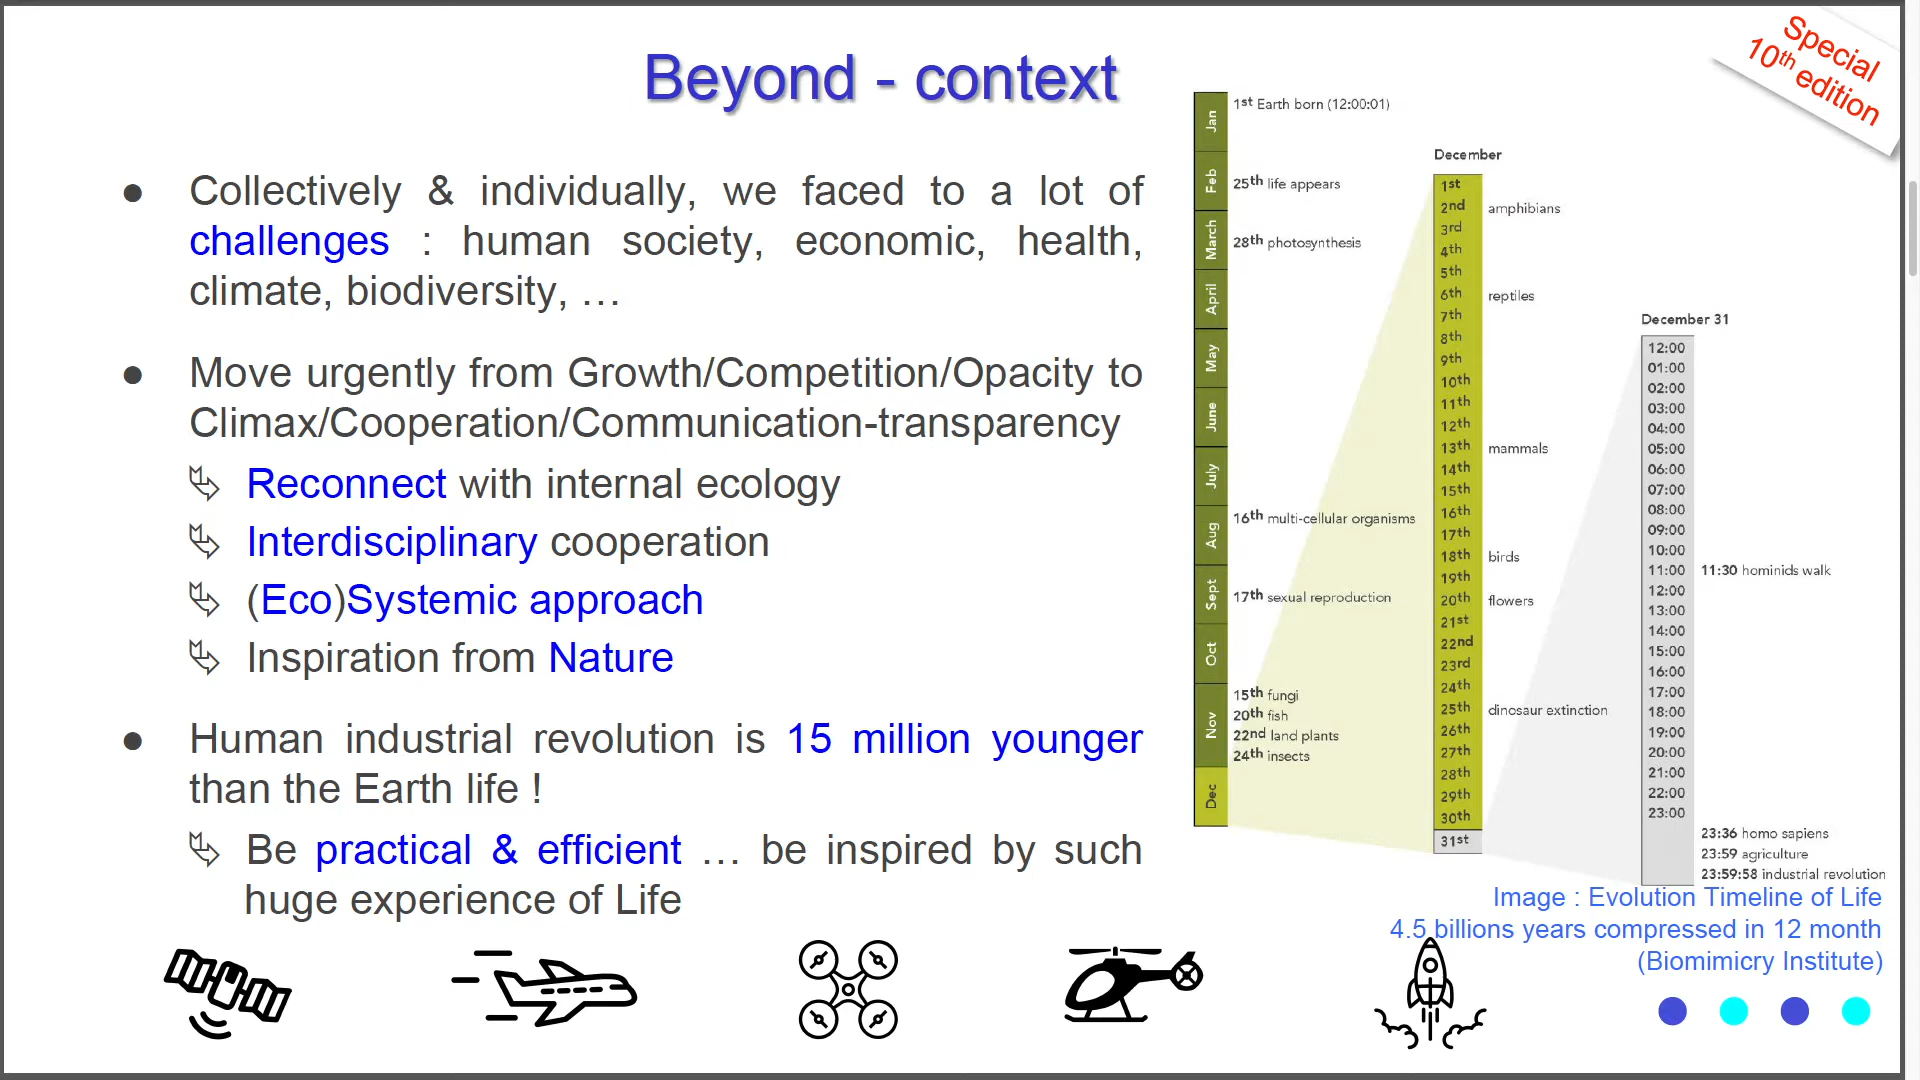 Special
10th edition
Beyond - context
● Collectively & individually, we faced to a lot of
challenges : human society, economic, health,
climate, biodiversity, …
● Move urgently from Growth/Competition/Opacity to
Climax/Cooperation/Communication-transparency
Reconnect with internal ecology
Interdisciplinary cooperation
(Eco)Systemic approach
Inspiration from Nature
● Human industrial revolution is 15 million younger
than the Earth life !
Be practical & efficient … be inspired by such
huge experience of Life
Jan
Feb
March
April
May
June
July
Aug
Sept
Oct
Nov
Dec
1st Earth born (12:00:01)
25th life appears
28th photosynthesis
16th multi-cellular organisms
17th sexual reproduction
15th fungi
20th fish
22nd land plants
24th insects
December
1st
2nd
3rd
4th
5th
6th
7th
8th
9th
10th
11th
12th
13th
14th
15th
16th
17th
18th
19th
20th
21st
22nd
23rd
24th
25th
26th
27th
28th
29th
30th
31st
amphibians
reptiles
mammals
birds
flowers
dinosaur extinction
December 31
12:00
01:00
02:00
03:00
04:00
05:00
06:00
07:00
08:00
09:00
10:00
11:00
12:00
13:00
14:00
15:00
16:00
17:00
18:00
19:00
20:00
21:00
22:00
23:00
11:30 hominids walk
23:36 homo sapiens
23:59 agriculture
23:59:58 industrial revolution
Image : Evolution Timeline of Life
4.5 billions years compressed in 12 month
(Biomimicry Institute)